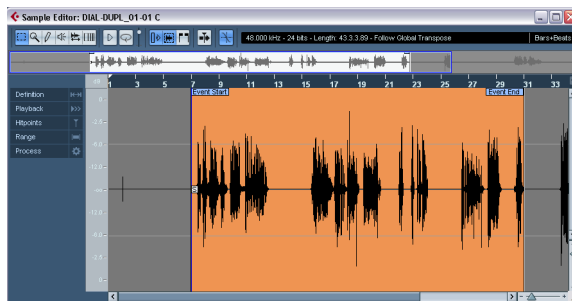 Sample Editor: DIAL-DUPL_01-01 C
48.000 kHz - 24 bits - Length: 43.3.3.89 - Follow Global Transpose Bars+Beats
dB 1 3 5 7 9 11 13 15 17 19 21 23 25 27 29 31 33
Event Start Event End
Definition
Playback
Hitpoints
Range
Process
0
-2.0
-6.0
-12.0
-oo
-12.0
-6.0
-2.0
0
S